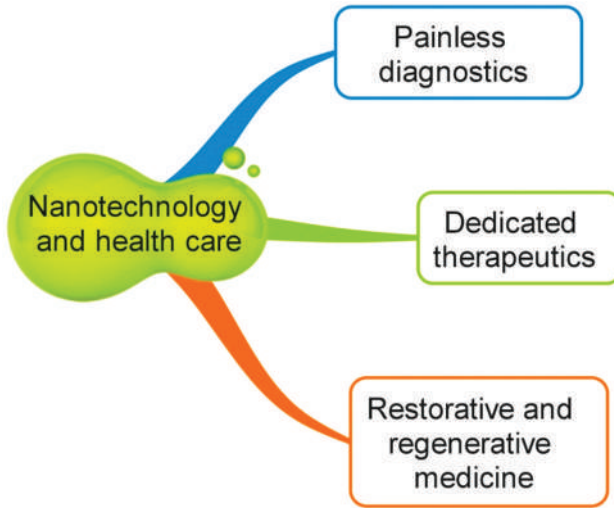 Painless
diagnostics
Nanotechnology
and health care
Dedicated
therapeutics
Restorative and
regenerative
medicine